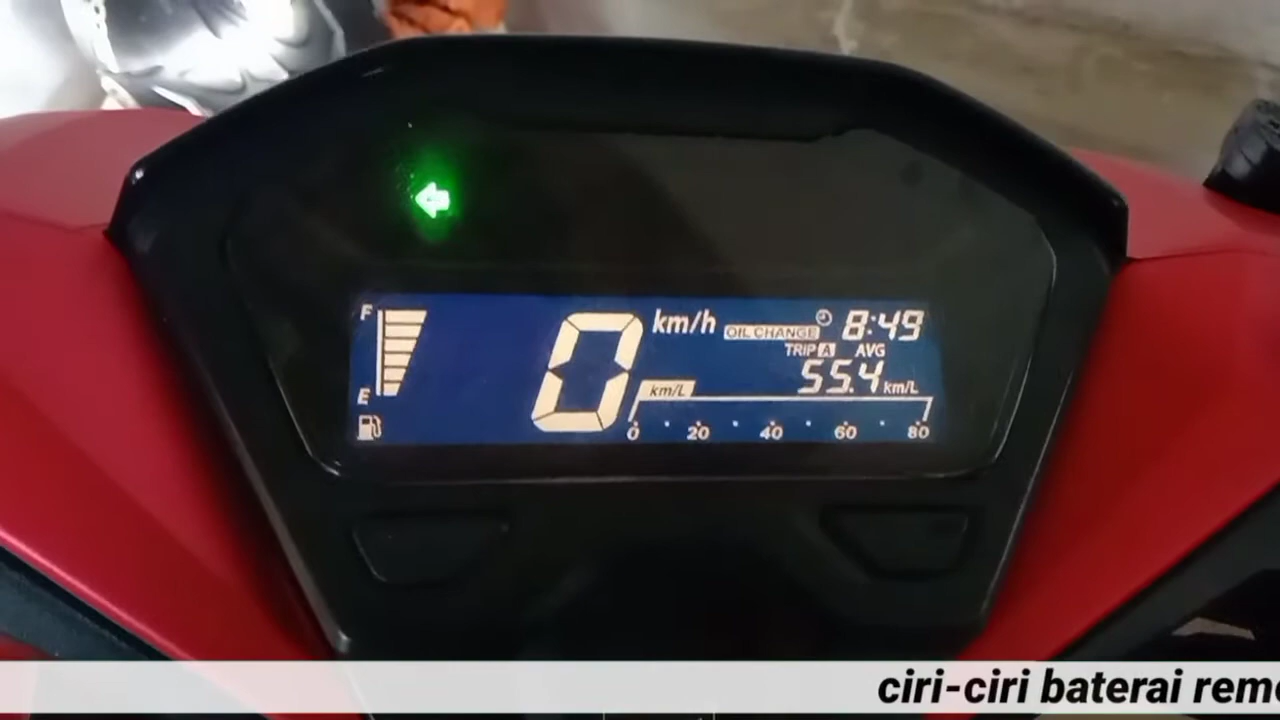 F
E
0 km/h
OIL CHANGE 8:49
TRIP A AVG
55.4 km/L
km/L
0 20 40 60 80
ciri-ciri baterai